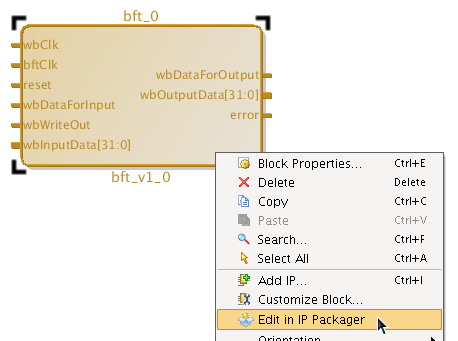 bft_0
wbClk
bftClk
reset
wbDataForInput
wbWriteOut
wbInputData[31:0]
wbDataForOutput
wbOutputData[31:0]
error
bft_v1_0
Block Properties... Ctrl+E
Delete Delete
Copy Ctrl+C
Paste Ctrl+V
Search... Ctrl+F
Select All Ctrl+A
Add IP... Ctrl+I
Customize Block...
Edit in IP Packager
Orientation